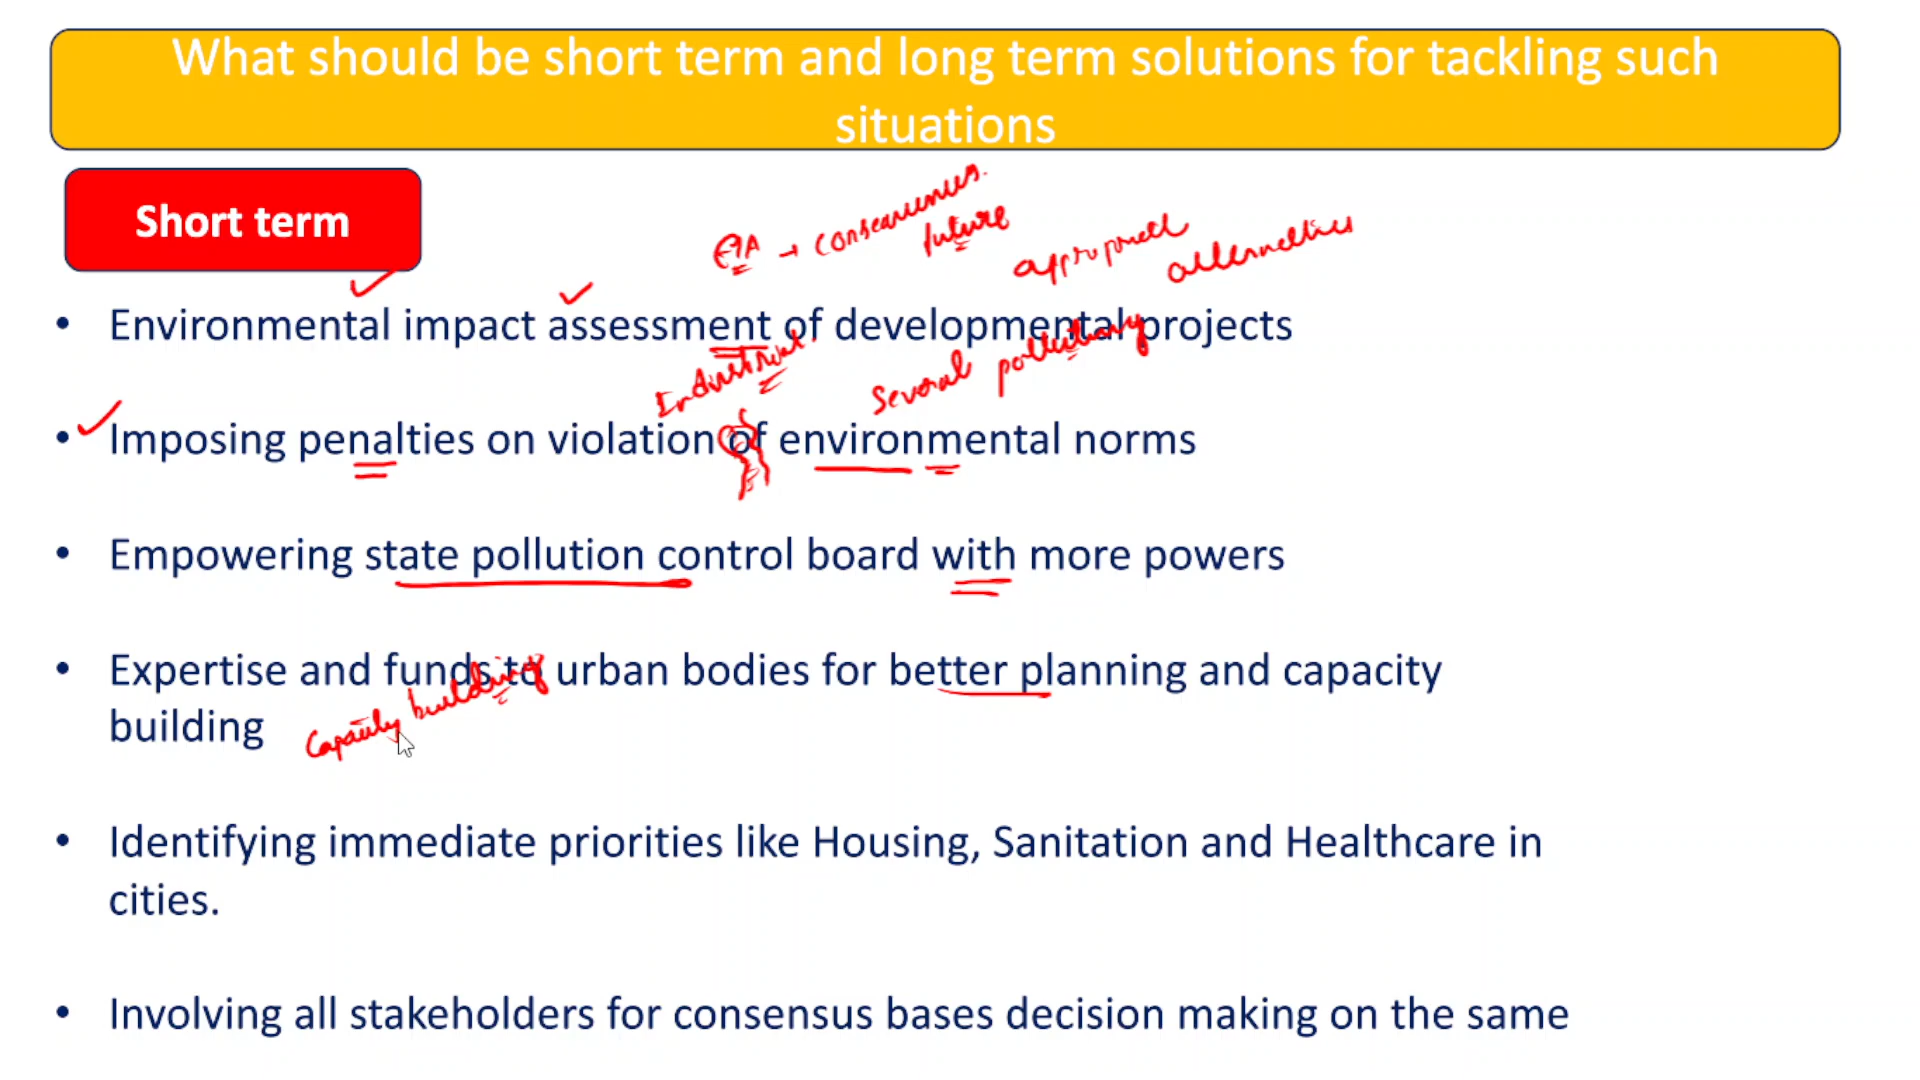 What should be short term and long term solutions for tackling such
situations
Short term
EIA → consequences.
future
appropriate
alternatives
• Environmental impact assessment of developmental projects
Industrial
Several polluting
• Imposing penalties on violation of environmental norms
• Empowering state pollution control board with more powers
• Expertise and funds to urban bodies for better planning and capacity
building
Capacity building
• Identifying immediate priorities like Housing, Sanitation and Healthcare in
cities.
• Involving all stakeholders for consensus bases decision making on the same